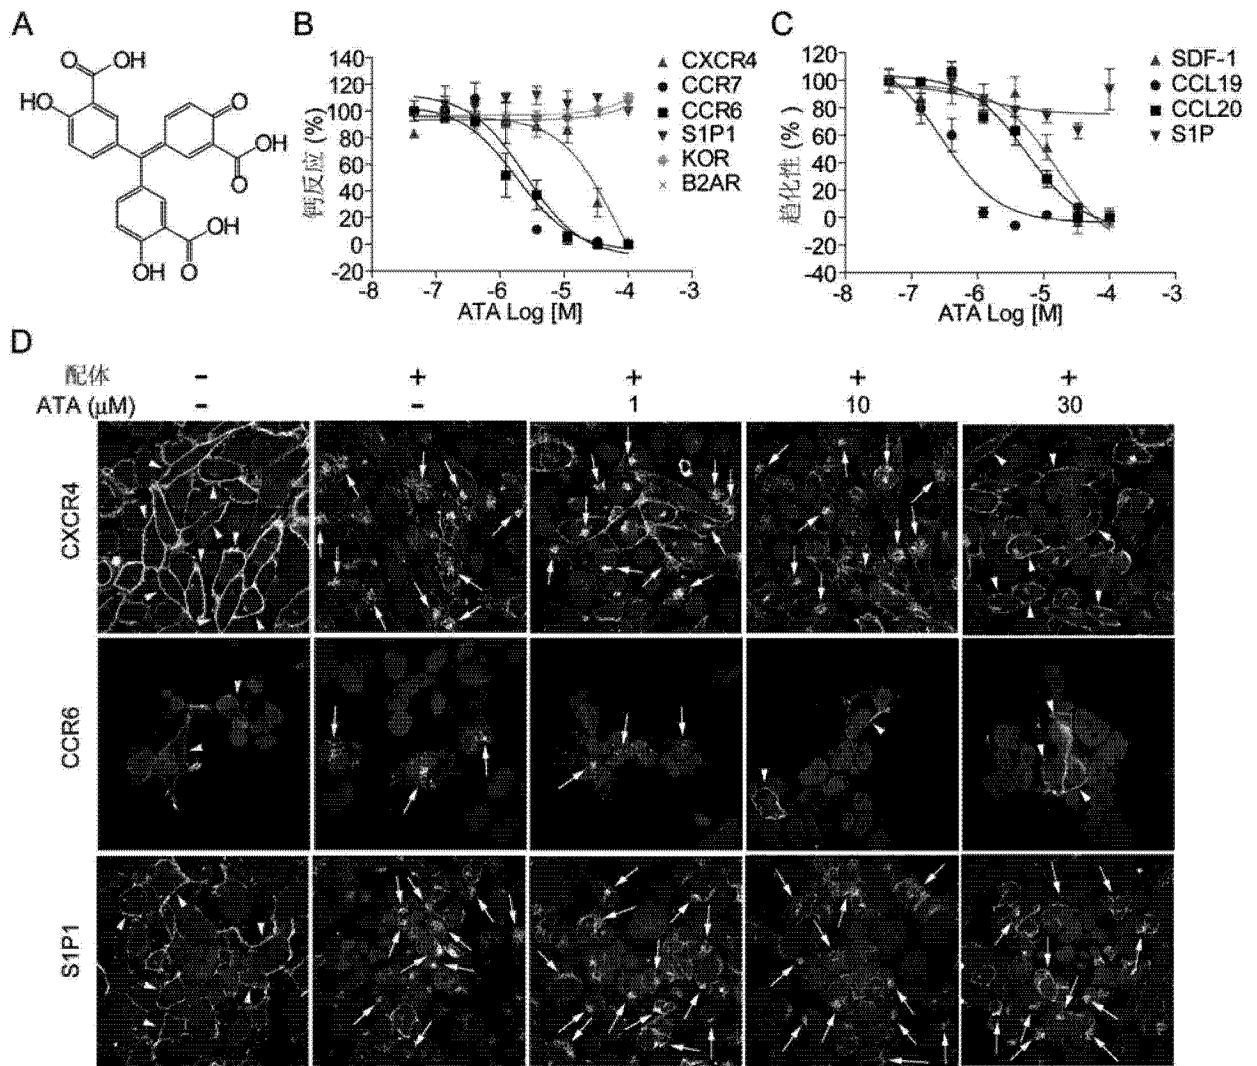 A
O
OH
HO
O
OH
O
O
OH
OH
O
B
140
120
100
80
60
40
20
0
-20
钙反应 (%)
-8 -7 -6 -5 -4 -3
ATA Log [M]
CXCR4
CCR7
CCR6
S1P1
KOR
B2AR
C
120
100
80
60
40
20
0
-20
-40
趋化性 (%)
-8 -7 -6 -5 -4 -3
ATA Log [M]
SDF-1
CCL19
CCL20
S1P
D
配体 - + + + +
ATA (μM) - - 1 10 30
CXCR4
CCR6
S1P1